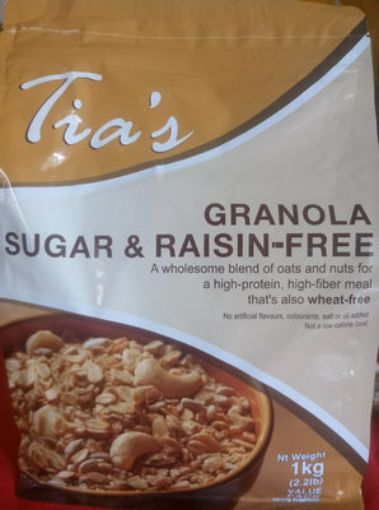 Tia's
GRANOLA
SUGAR & RAISIN-FREE
A wholesome blend of oats and nuts for
a high-protein, high-fiber meal
that's also wheat-free
No artificial flavours, colourants, salt or oil added
Not a low calorie food
Nt Weight
1kg
(2.2lb)
VALUE